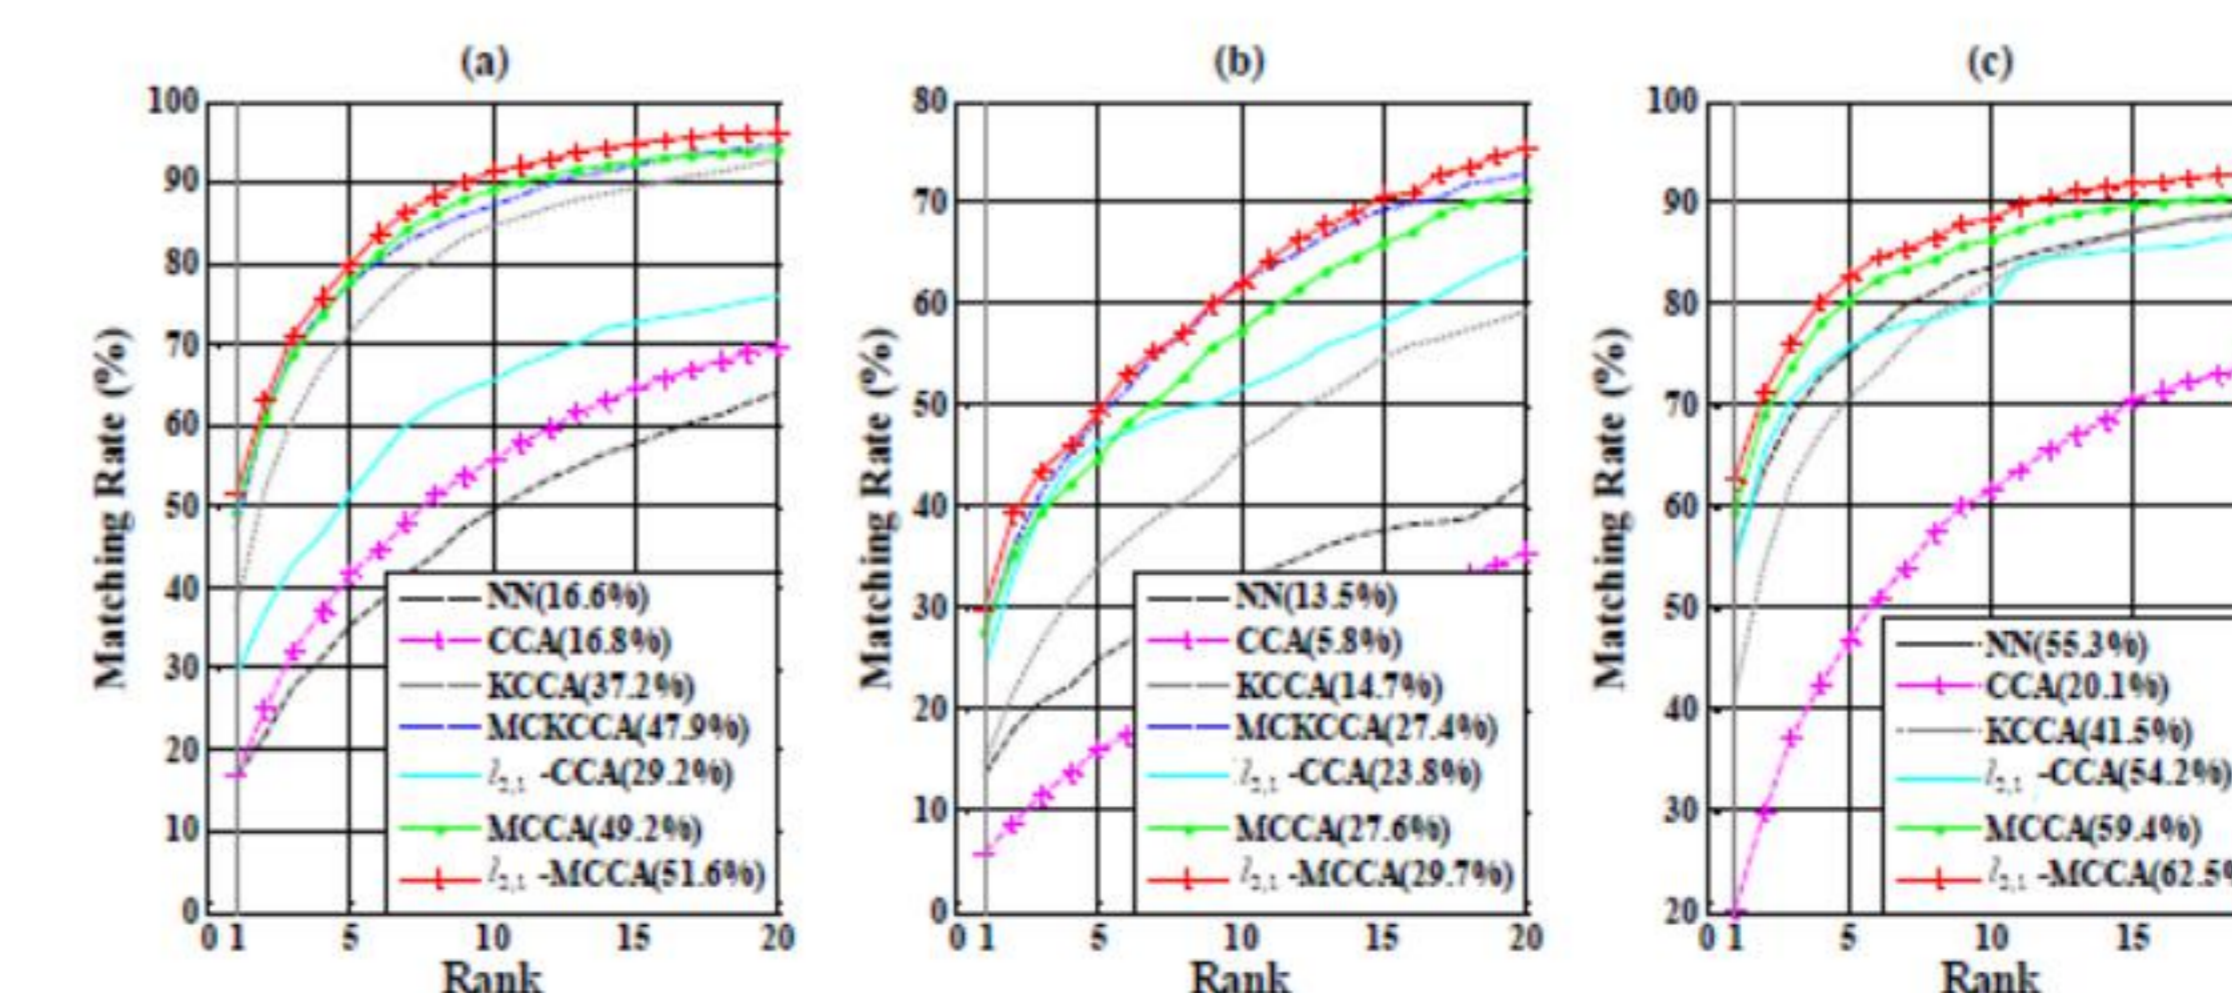 (a)
Matching Rate (%)
100
90
80
70
60
50
40
30
20
10
0
NN(16.6%)
CCA(16.8%)
KCCA(37.2%)
MCKCCA(47.9%)
l2,1 -CCA(29.2%)
MCCA(49.2%)
l2,1 -MCCA(51.6%)
0 1 5 10 15 20
Rank
(b)
Matching Rate (%)
80
70
60
50
40
30
20
10
0
NN(13.5%)
CCA(5.8%)
KCCA(14.7%)
MCKCCA(27.4%)
l2,1 -CCA(23.8%)
MCCA(27.6%)
l2,1 -MCCA(29.7%)
0 1 5 10 15 20
Rank
(c)
Matching Rate (%)
100
90
80
70
60
50
40
30
20
NN(55.3%)
CCA(20.1%)
KCCA(41.5%)
l2,1 -CCA(54.2%)
MCCA(59.4%)
l2,1 -MCCA(62.5%
0 1 5 10 15
Rank